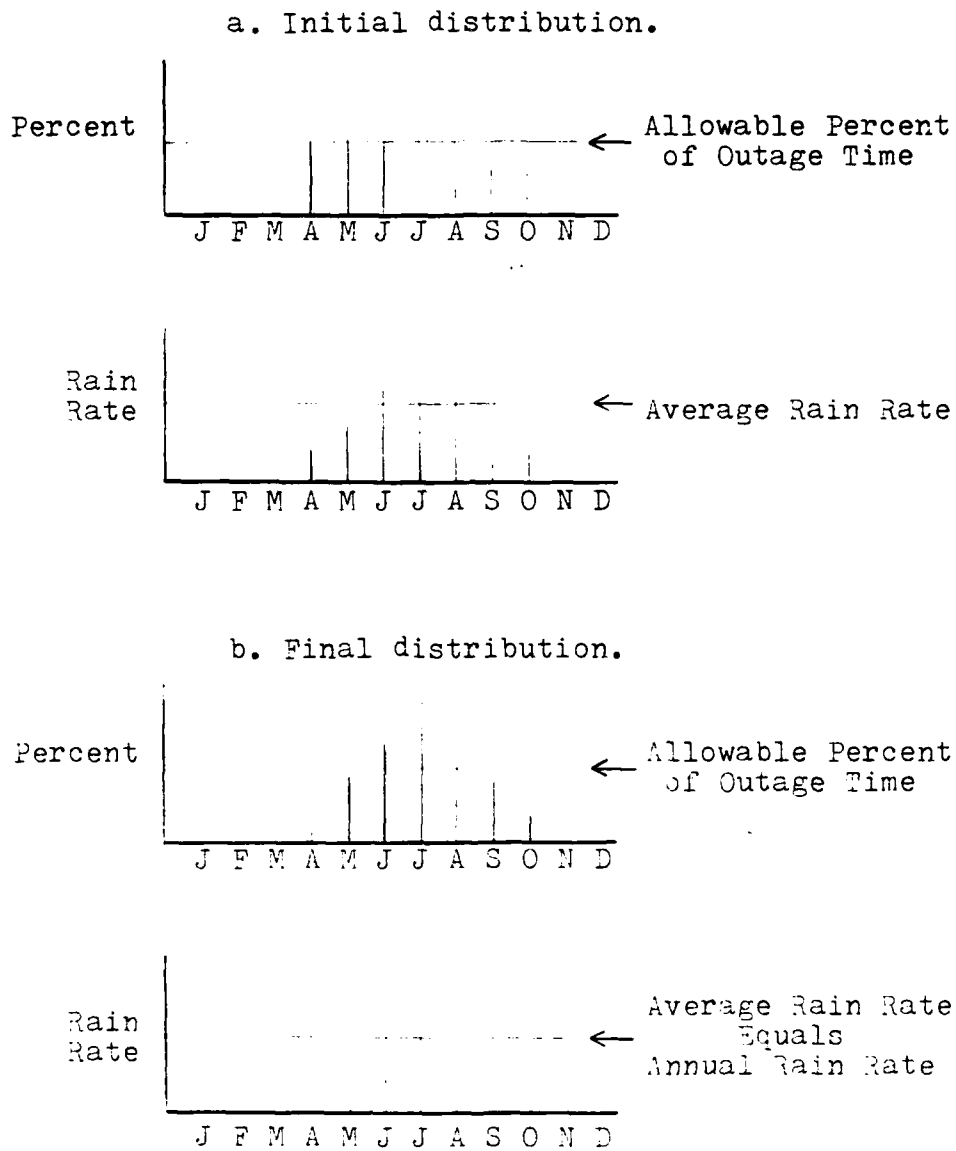 a. Initial distribution.
Percent
Allowable Percent
of Outage Time
J F M A M J J A S O N D
Rain
Rate
Average Rain Rate
J F M A M J J A S O N D
b. Final distribution.
Percent
Allowable Percent
of Outage Time
J F M A M J J A S O N D
Rain
Rate
Average Rain Rate
Equals
Annual Rain Rate
J F M A M J J A S O N D